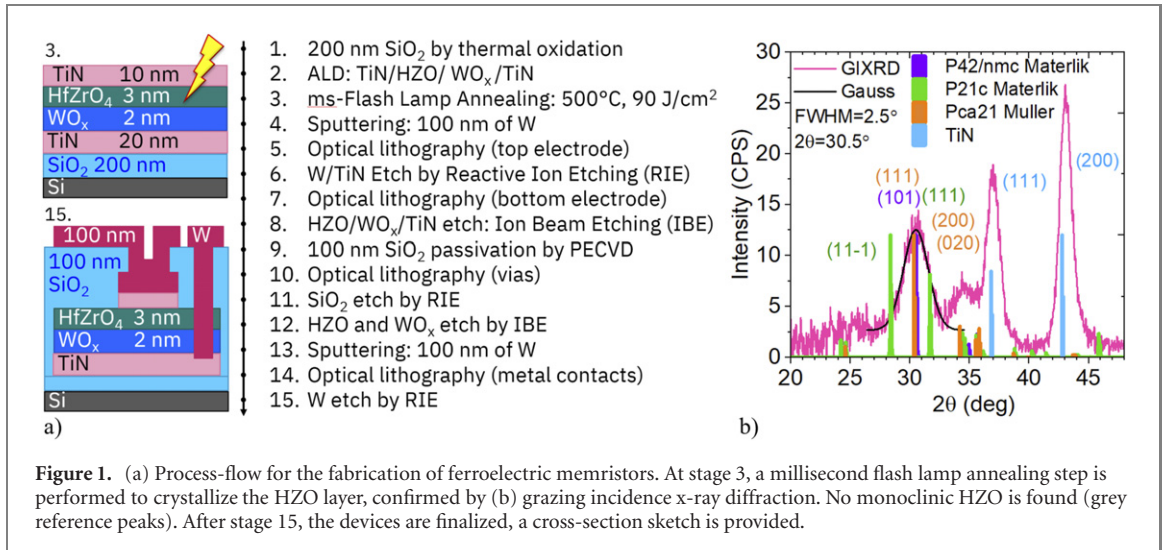 3.
TiN 10 nm
HfZrO₄ 3 nm
WOₓ 2 nm
TiN 20 nm
SiO₂ 200 nm
Si
15.
100 nm W
100 nm
SiO₂
HfZrO₄ 3 nm
WOₓ 2 nm
TiN
Si
a)
1. 200 nm SiO₂ by thermal oxidation
2. ALD: TiN/HZO/ WOₓ/TiN
3. ms-Flash Lamp Annealing: 500°C, 90 J/cm²
4. Sputtering: 100 nm of W
5. Optical lithography (top electrode)
6. W/TiN Etch by Reactive Ion Etching (RIE)
7. Optical lithography (bottom electrode)
8. HZO/WOₓ/TiN etch: Ion Beam Etching (IBE)
9. 100 nm SiO₂ passivation by PECVD
10. Optical lithography (vias)
11. SiO₂ etch by RIE
12. HZO and WOₓ etch by IBE
13. Sputtering: 100 nm of W
14. Optical lithography (metal contacts)
15. W etch by RIE
Intensity (CPS)
30
25
20
15
10
5
0
GIXRD
Gauss
FWHM=2.5°
2θ=30.5°
P42/nmc Materlik
P21c Materlik
Pca21 Muller
TiN
(200)
(111)
(111)
(101)
(111)
(200)
(020)
(11-1)
20 25 30 35 40 45
2θ (deg)
b)
Figure 1. (a) Process-flow for the fabrication of ferroelectric memristors. At stage 3, a millisecond flash lamp annealing step is
performed to crystallize the HZO layer, confirmed by (b) grazing incidence x-ray diffraction. No monoclinic HZO is found (grey
reference peaks). After stage 15, the devices are finalized, a cross-section sketch is provided.